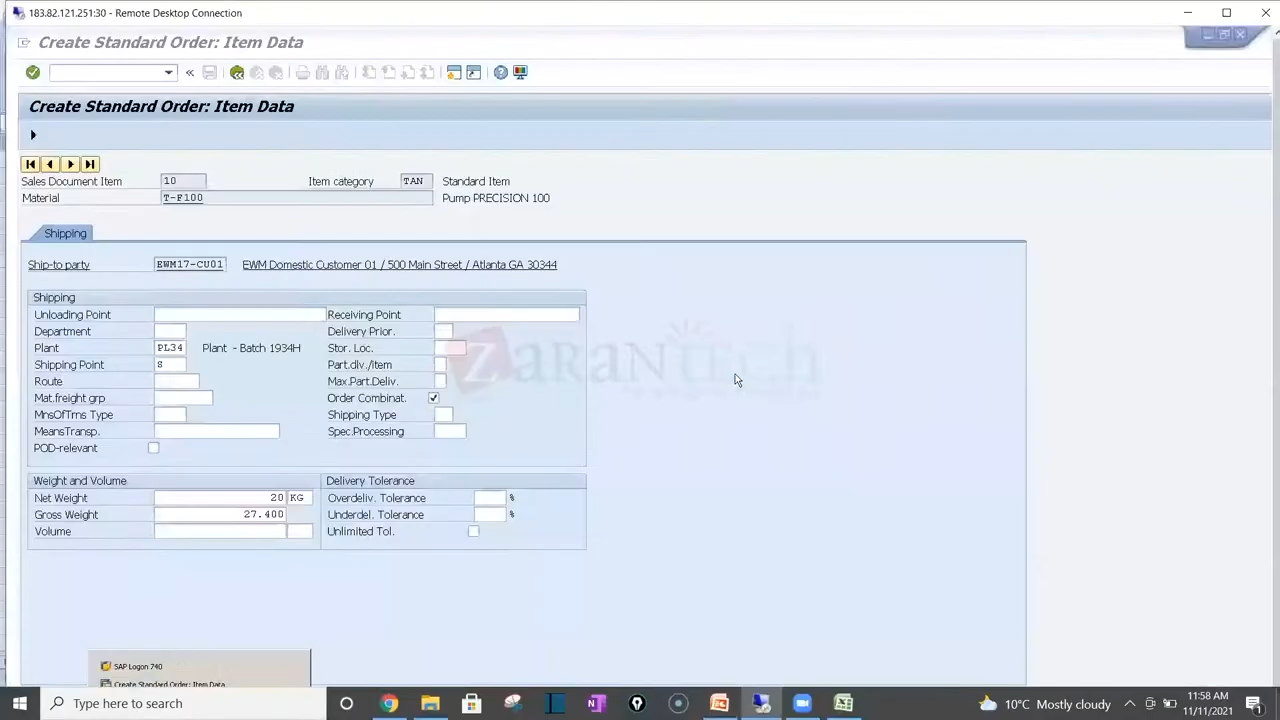 183.82.121.251:30 - Remote Desktop Connection
Create Standard Order: Item Data
Create Standard Order: Item Data
Sales Document Item 10 Item category TAN Standard Item
Material T-F100 Pump PRECISION 100
Shipping
Ship-to party EWM17-CU01 EWM Domestic Customer 01 / 500 Main Street / Atlanta GA 30344
Shipping
Unloading Point Receiving Point
Department Delivery Prior.
Plant PL34 Plant - Batch 1934H Stor. Loc.
Shipping Point S Part.dlv./item
Route Max.Part.Deliv.
Mat.freight grp Order Combinat.
MnsOfTrns Type Shipping Type
MeansTransp. Spec.Processing
POD-relevant
zarantech
Weight and Volume Delivery Tolerance
Net Weight 20 KG Overdeliv. Tolerance %
Gross Weight 27.400 Underdel. Tolerance %
Volume Unlimited Tol.
SAP Logon 740
Create Standard Order: Item Data
Type here to search
10°C Mostly cloudy
11:58 AM
11/11/2021